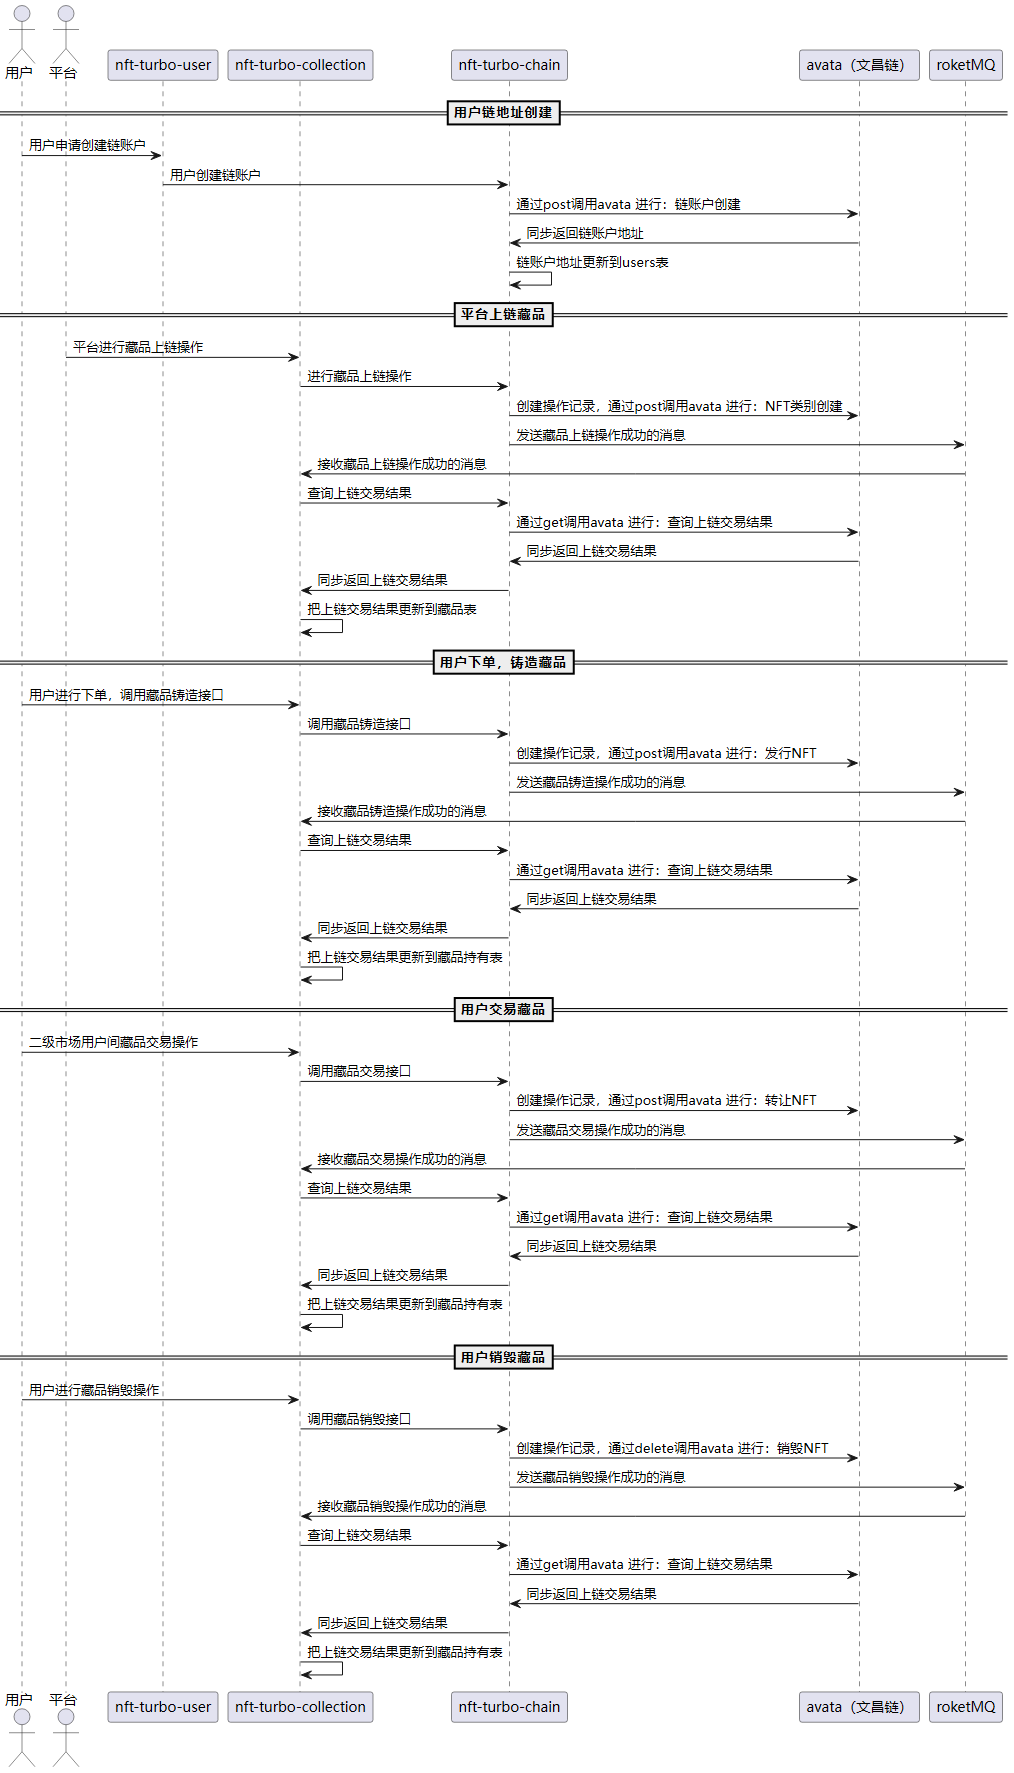 用户
平台
nft-turbo-user
nft-turbo-collection
nft-turbo-chain
avata（文昌链）
roketMQ
用户链地址创建
用户申请创建链账户
用户创建链账户
通过post调用avata 进行：链账户创建
同步返回链账户地址
链账户地址更新到users表
平台上链藏品
平台进行藏品上链操作
进行藏品上链操作
创建操作记录，通过post调用avata 进行：NFT类别创建
发送藏品上链操作成功的消息
接收藏品上链操作成功的消息
查询上链交易结果
通过get调用avata 进行：查询上链交易结果
同步返回上链交易结果
同步返回上链交易结果
把上链交易结果更新到藏品表
用户下单，铸造藏品
用户进行下单，调用藏品铸造接口
调用藏品铸造接口
创建操作记录，通过post调用avata 进行：发行NFT
发送藏品铸造操作成功的消息
接收藏品铸造操作成功的消息
查询上链交易结果
通过get调用avata 进行：查询上链交易结果
同步返回上链交易结果
同步返回上链交易结果
把上链交易结果更新到藏品持有表
用户交易藏品
二级市场用户间藏品交易操作
调用藏品交易接口
创建操作记录，通过post调用avata 进行：转让NFT
发送藏品交易操作成功的消息
接收藏品交易操作成功的消息
查询上链交易结果
通过get调用avata 进行：查询上链交易结果
同步返回上链交易结果
同步返回上链交易结果
把上链交易结果更新到藏品持有表
用户销毁藏品
用户进行藏品销毁操作
调用藏品销毁接口
创建操作记录，通过delete调用avata 进行：销毁NFT
发送藏品销毁操作成功的消息
接收藏品销毁操作成功的消息
查询上链交易结果
通过get调用avata 进行：查询上链交易结果
同步返回上链交易结果
同步返回上链交易结果
把上链交易结果更新到藏品持有表
用户
平台
nft-turbo-user
nft-turbo-collection
nft-turbo-chain
avata（文昌链）
roketMQ